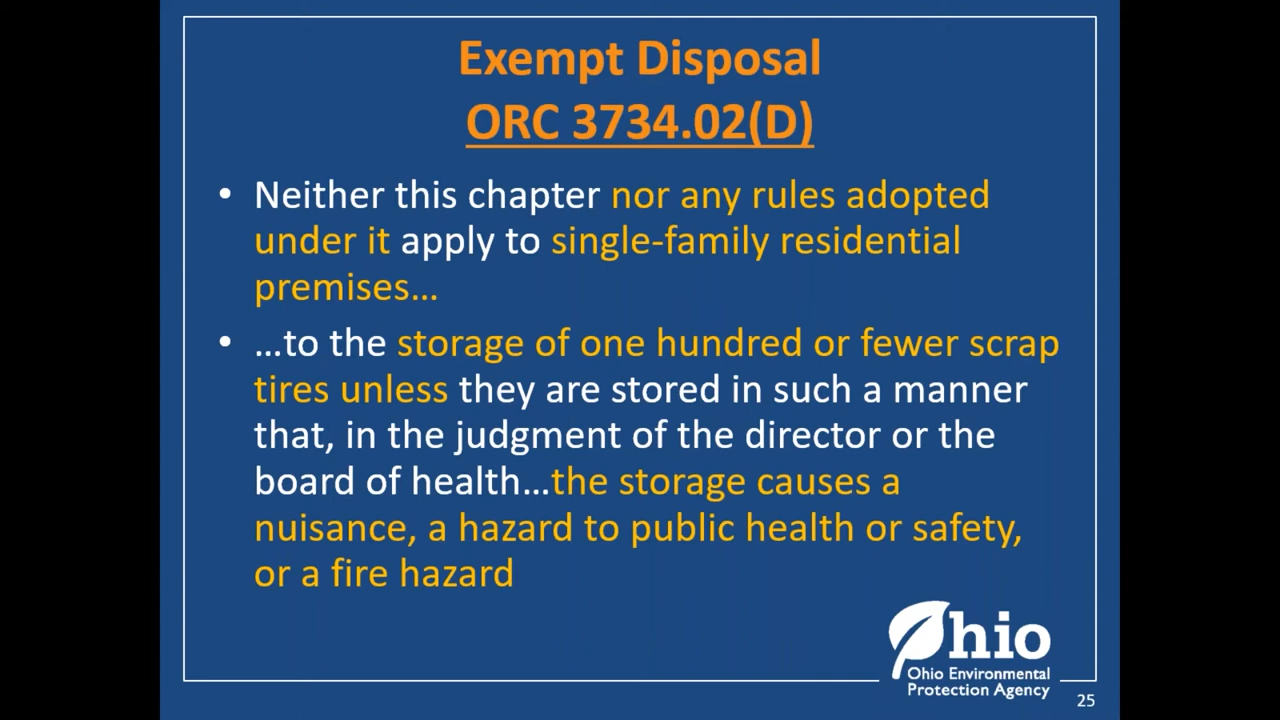 Exempt Disposal
ORC 3734.02(D)
• Neither this chapter nor any rules adopted
under it apply to single-family residential
premises…
• …to the storage of one hundred or fewer scrap
tires unless they are stored in such a manner
that, in the judgment of the director or the
board of health…the storage causes a
nuisance, a hazard to public health or safety,
or a fire hazard
Ohio
Ohio Environmental
Protection Agency
25